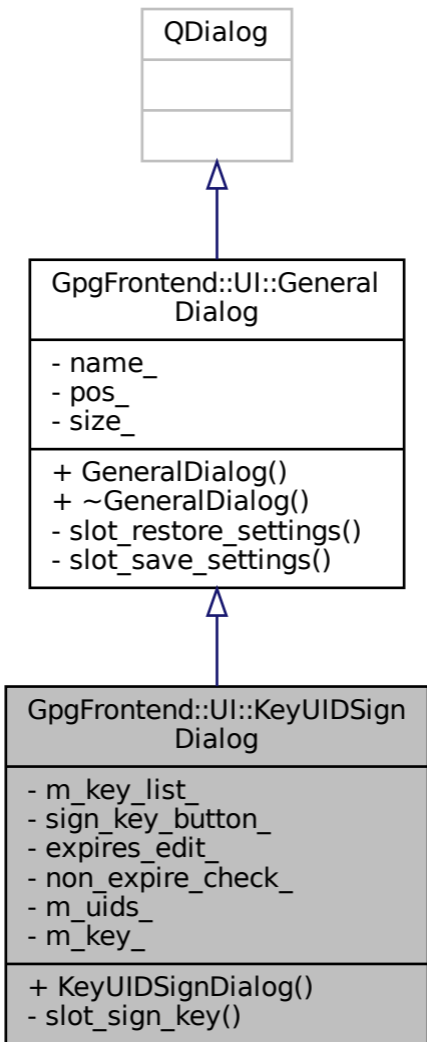 QDialog
GpgFrontend::UI::General
Dialog
- name_
- pos_
- size_
+ GeneralDialog()
+ ~GeneralDialog()
- slot_restore_settings()
- slot_save_settings()
GpgFrontend::UI::KeyUIDSign
Dialog
- m_key_list_
- sign_key_button_
- expires_edit_
- non_expire_check_
- m_uids_
- m_key_
+ KeyUIDSignDialog()
- slot_sign_key()